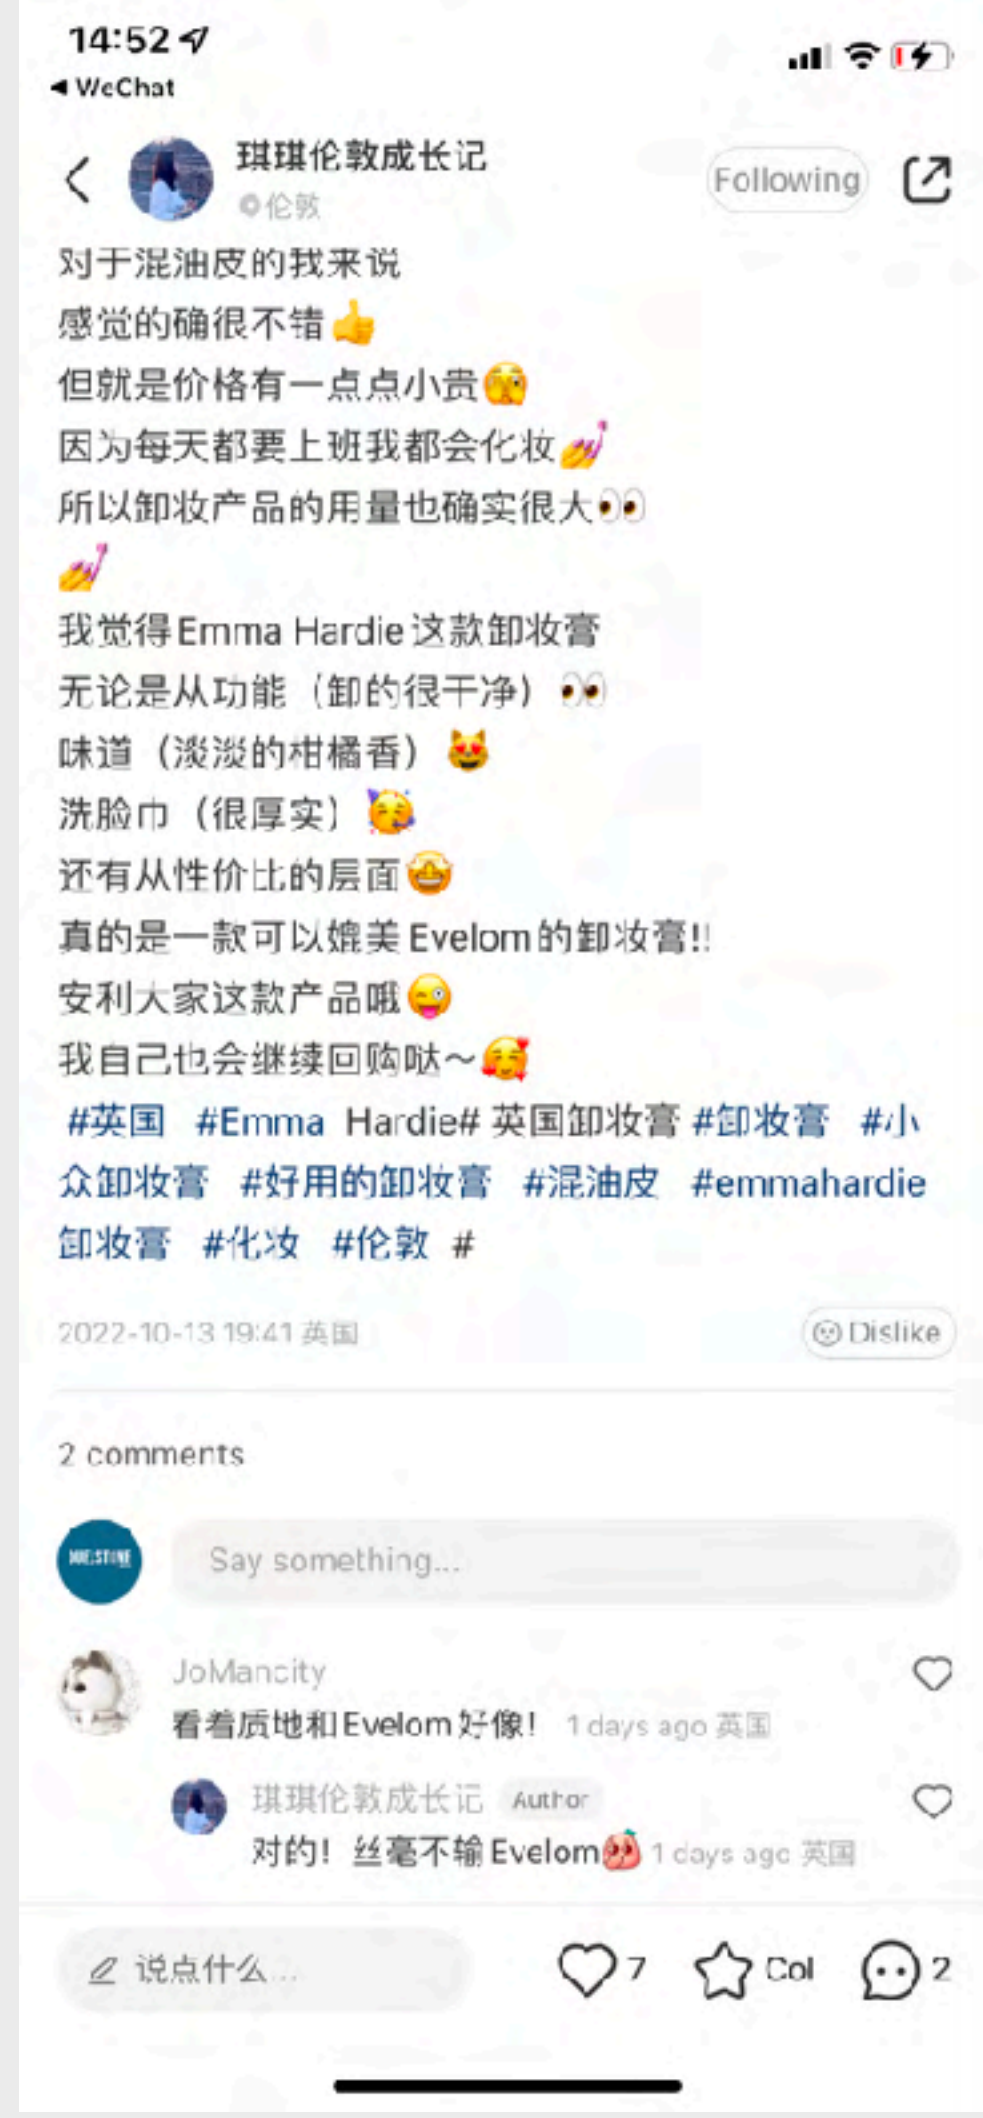 14:52
◀ WeChat
琪琪伦敦成长记
伦敦
Following
对于混油皮的我来说
感觉的确很不错👍
但就是价格有一点点小贵🫣
因为每天都要上班我都会化妆💅
所以卸妆产品的用量也确实很大👀
💅
我觉得Emma Hardie这款卸妆膏
无论是从功能（卸的很干净）👀
味道（淡淡的柑橘香）😻
洗脸巾（很厚实）🥳
还有从性价比的层面🤩
真的是一款可以媲美Evelom的卸妆膏!!
安利大家这款产品哦😜
我自己也会继续回购哒～🥰
#英国 #Emma Hardie# 英国卸妆膏 #卸妆膏 #小
众卸妆膏 #好用的卸妆膏 #混油皮 #emmahardie
卸妆膏 #化妆 #伦敦 #
2022-10-13 19:41 英国
Dislike
2 comments
Say something...
JoMancity
看着质地和Evelom好像！ 1 days ago 英国
琪琪伦敦成长记 Author
对的！丝毫不输Evelom 1 days ago 英国
说点什么...
7
Col
2